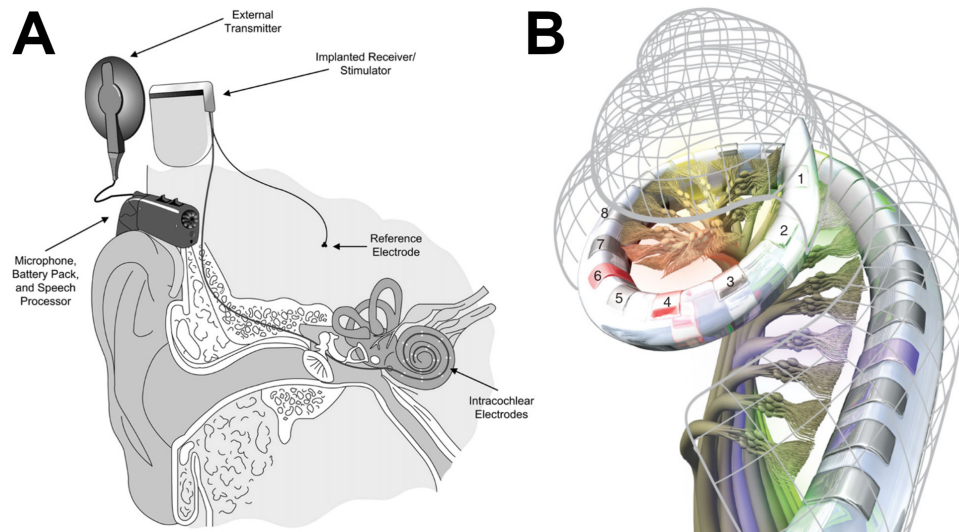 A
External
Transmitter
Implanted Receiver/
Stimulator
Microphone,
Battery Pack,
and Speech
Processor
Reference
Electrode
Intracochlear
Electrodes
B
1
2
3
4
5
6
7
8